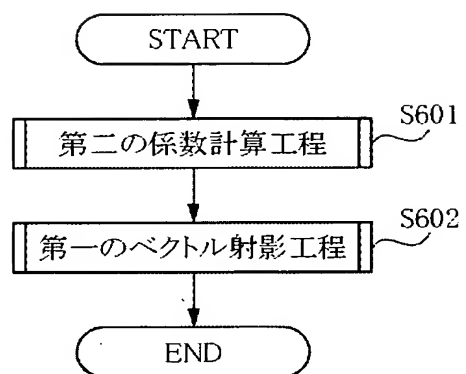 START
S601
第二の係数計算工程
S602
第一のベクトル射影工程
END